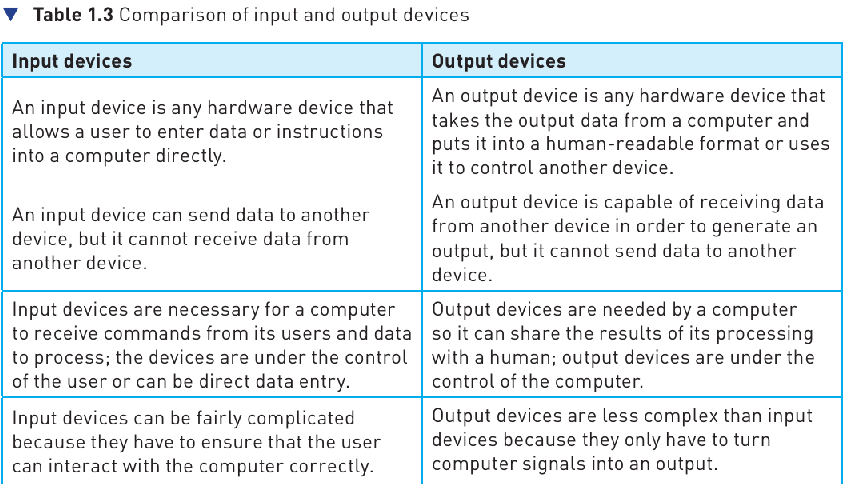 ▼ Table 1.3 Comparison of input and output devices
Input devices
Output devices
An input device is any hardware device that
allows a user to enter data or instructions
into a computer directly.
An output device is any hardware device that
takes the output data from a computer and
puts it into a human-readable format or uses
it to control another device.
An input device can send data to another
device, but it cannot receive data from
another device.
An output device is capable of receiving data
from another device in order to generate an
output, but it cannot send data to another
device.
Input devices are necessary for a computer
to receive commands from its users and data
to process; the devices are under the control
of the user or can be direct data entry.
Output devices are needed by a computer
so it can share the results of its processing
with a human; output devices are under the
control of the computer.
Input devices can be fairly complicated
because they have to ensure that the user
can interact with the computer correctly.
Output devices are less complex than input
devices because they only have to turn
computer signals into an output.